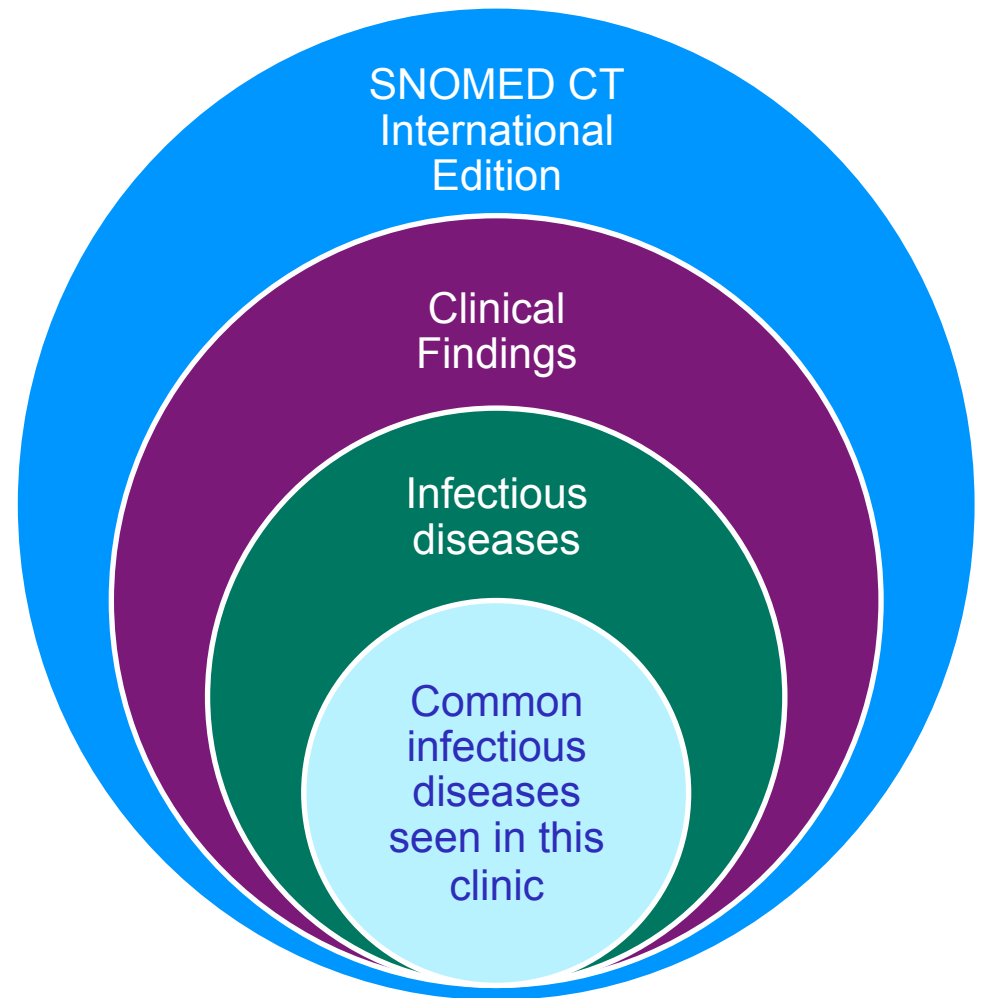 SNOMED CT
International
Edition
Clinical
Findings
Infectious
diseases
Common
infectious
diseases
seen in this
clinic